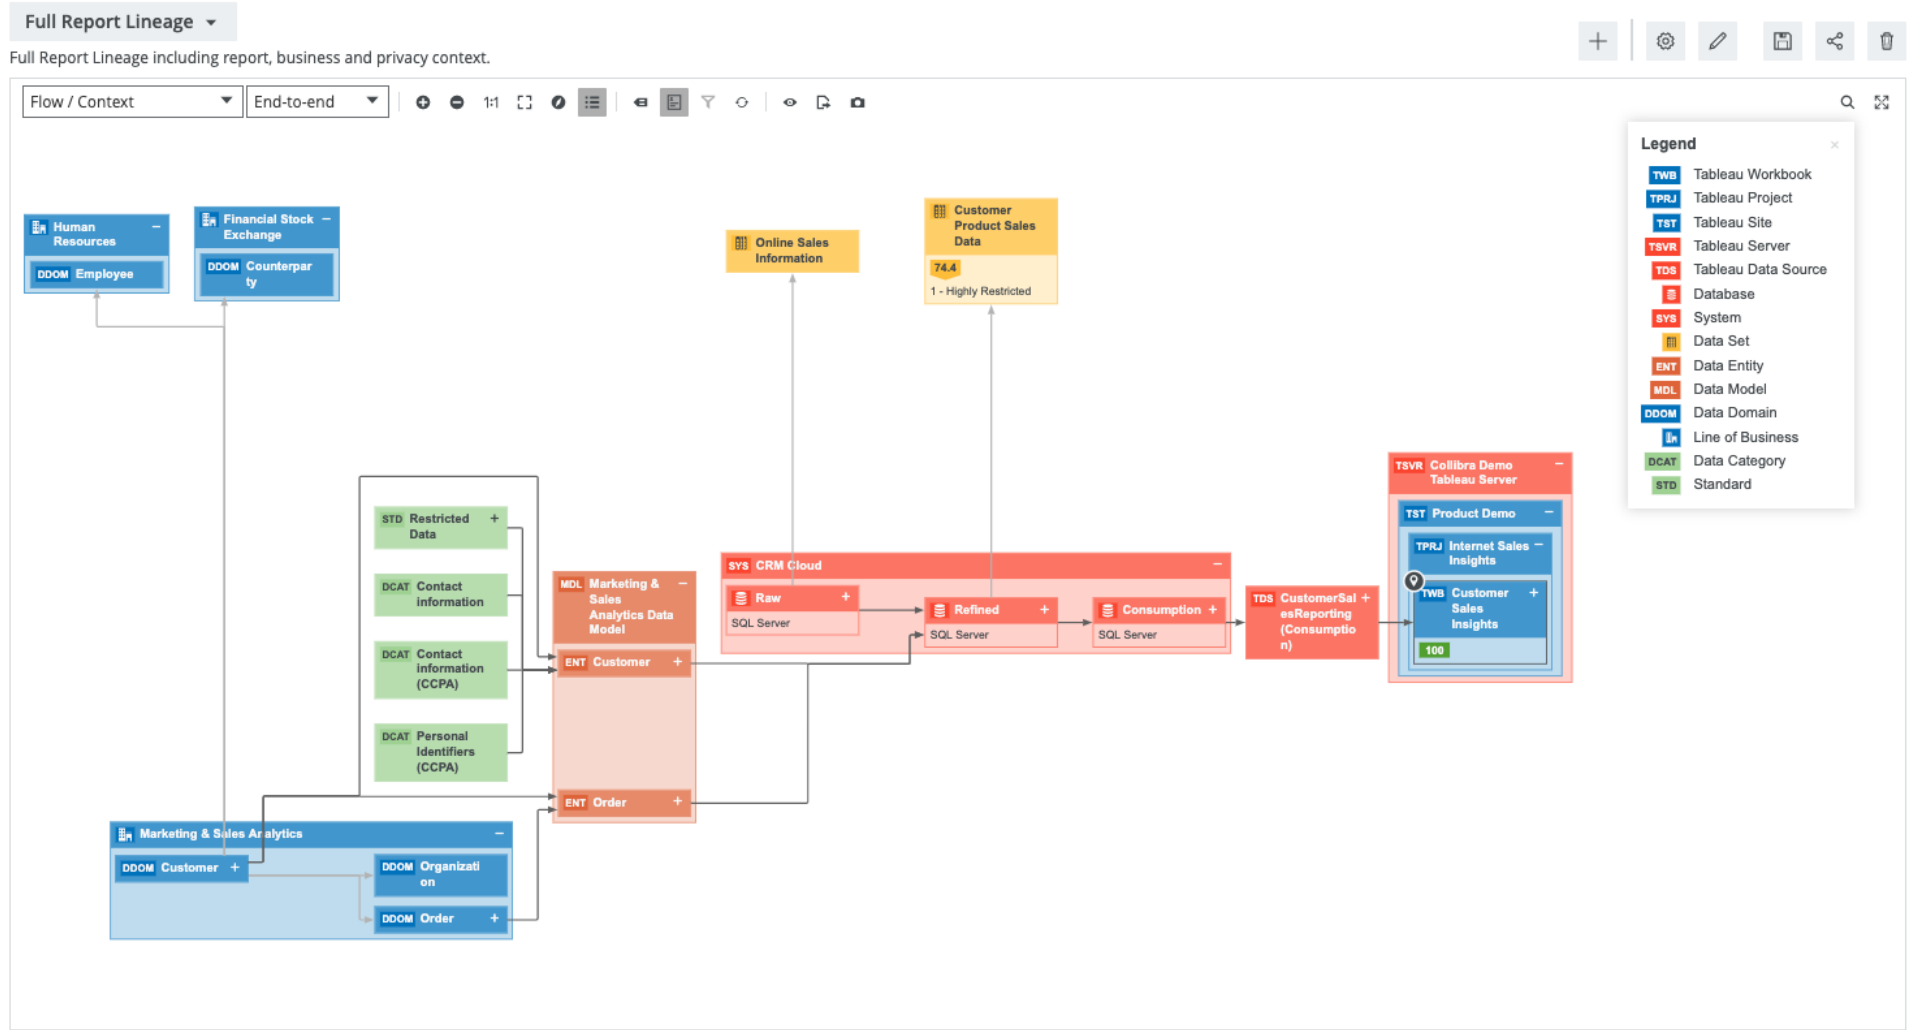 Full Report Lineage
Full Report Lineage including report, business and privacy context.
Flow / Context
End-to-end
1:1
Legend
TWB Tableau Workbook
TPRJ Tableau Project
TST Tableau Site
TSVR Tableau Server
TDS Tableau Data Source
Database
SYS System
Data Set
ENT Data Entity
MDL Data Model
DDOM Data Domain
Line of Business
DCAT Data Category
STD Standard
Human
Resources
DDOM Employee
Financial Stock
Exchange
DDOM Counterpar
ty
Online Sales
Information
Customer
Product Sales
Data
74.4
1 - Highly Restricted
STD Restricted
Data
DCAT Contact
information
DCAT Contact
information
(CCPA)
DCAT Personal
Identifiers
(CCPA)
MDL Marketing &
Sales
Analytics Data
Model
ENT Customer
ENT Order
SYS CRM Cloud
Raw
SQL Server
Refined
SQL Server
Consumption
SQL Server
TDS CustomerSal
esReporting
(Consumptio
n)
TSVR Collibra Demo
Tableau Server
TST Product Demo
TPRJ Internet Sales
Insights
TWB Customer
Sales
Insights
100
Marketing & Sales Analytics
DDOM Customer
DDOM Organizati
on
DDOM Order